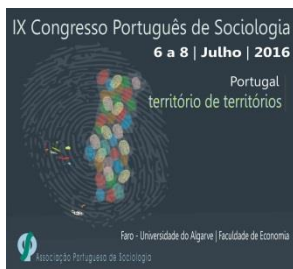 IX Congresso Português de Sociologia
6 a 8 | Julho | 2016
Portugal
território de territórios
Faro - Universidade do Algarve | Faculdade de Economia
Associação Portuguesa de Sociologia